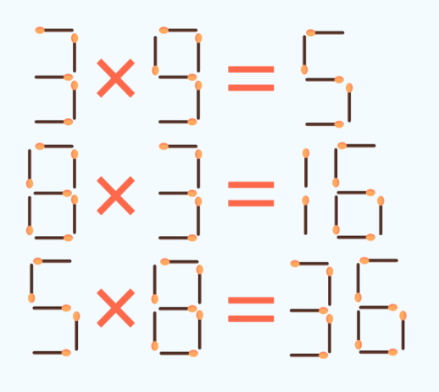 3 × 9 = 5
8 × 3 = 16
5 × 8 = 36